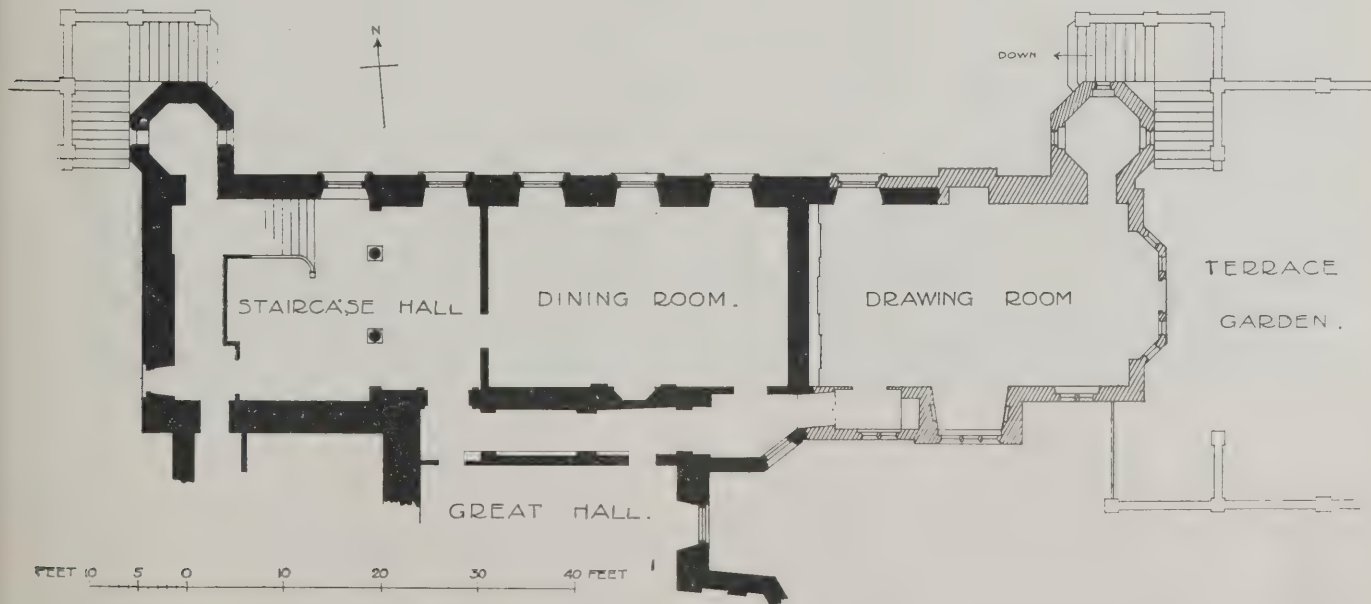 N
DOWN
STAIRCASE HALL
DINING ROOM.
DRAWING ROOM
TERRACE
GARDEN.
GREAT HALL.
FEET 10 5 0 10 20 30 40 FEET